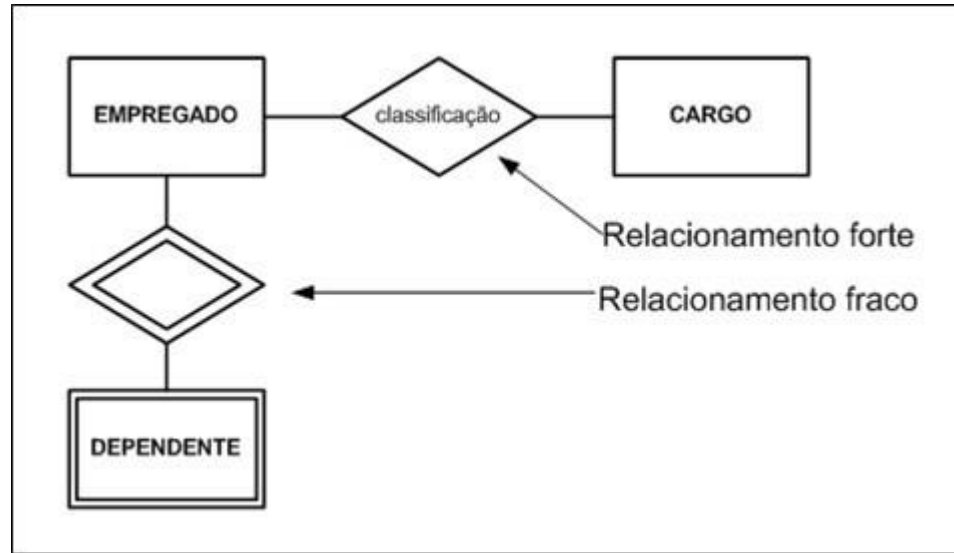 EMPREGADO
classificação
CARGO
Relacionamento forte
Relacionamento fraco
DEPENDENTE